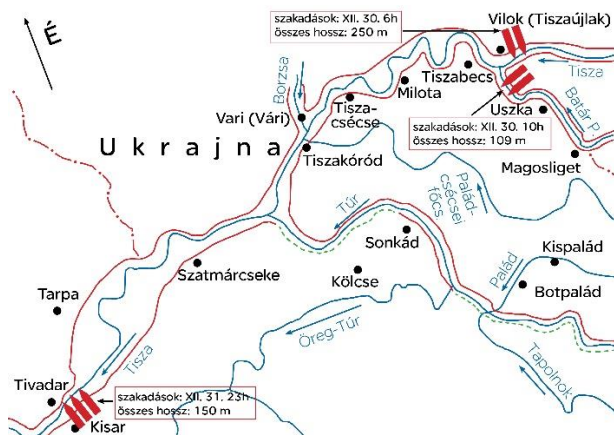 szakadások: XII. 30. 6h
összes hossz: 250 m
Vilok (Tiszaújlak)
É
Borzsa
Tiszabecs
Tisza
Milota
Tisza-
csécse
Uszka
Batár P.
Vari (Vári)
szakadások: XII. 30. 10h
összes hossz: 109 m
Ukrajna
Tiszakóród
Magosliget
Palád-
csécsei
főcs.
Túr
Sonkád
Kispalád
Palád
Szatmárcseke
Kölcse
Botpalád
Tarpa
Öreg-Túr
Tisza
Tapolnok
Tivadar
szakadások: XII. 31. 23h
összes hossz: 150 m
Kisar